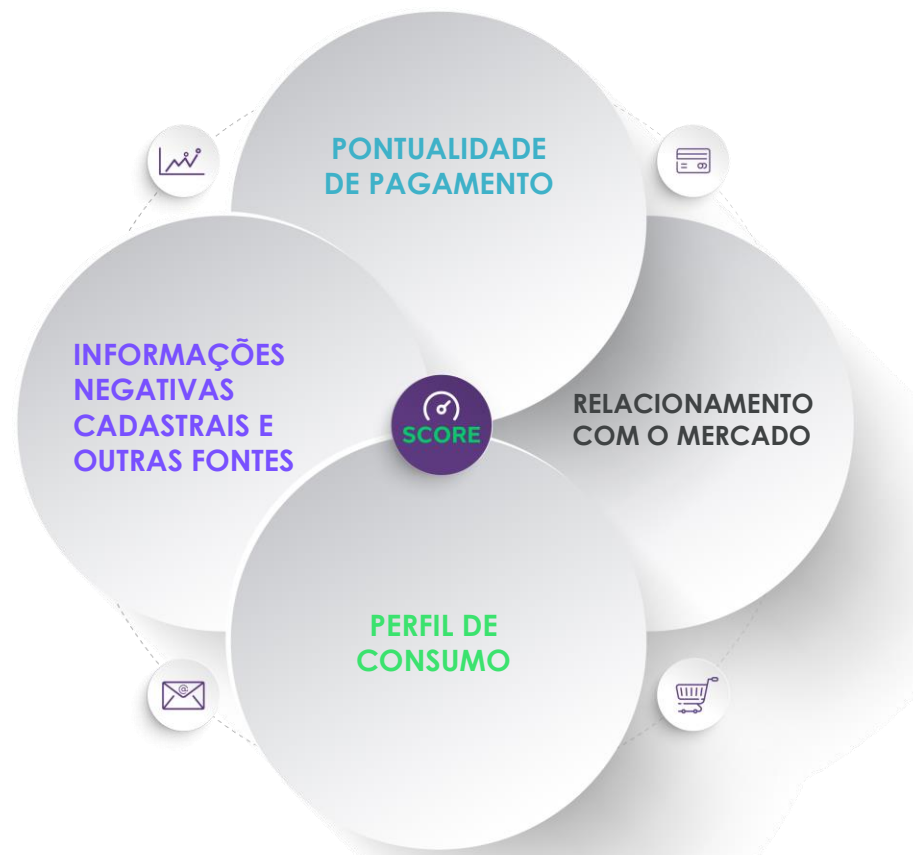 PONTUALIDADE
DE PAGAMENTO
INFORMAÇÕES
NEGATIVAS
CADASTRAIS E
OUTRAS FONTES
SCORE
RELACIONAMENTO
COM O MERCADO
PERFIL DE
CONSUMO